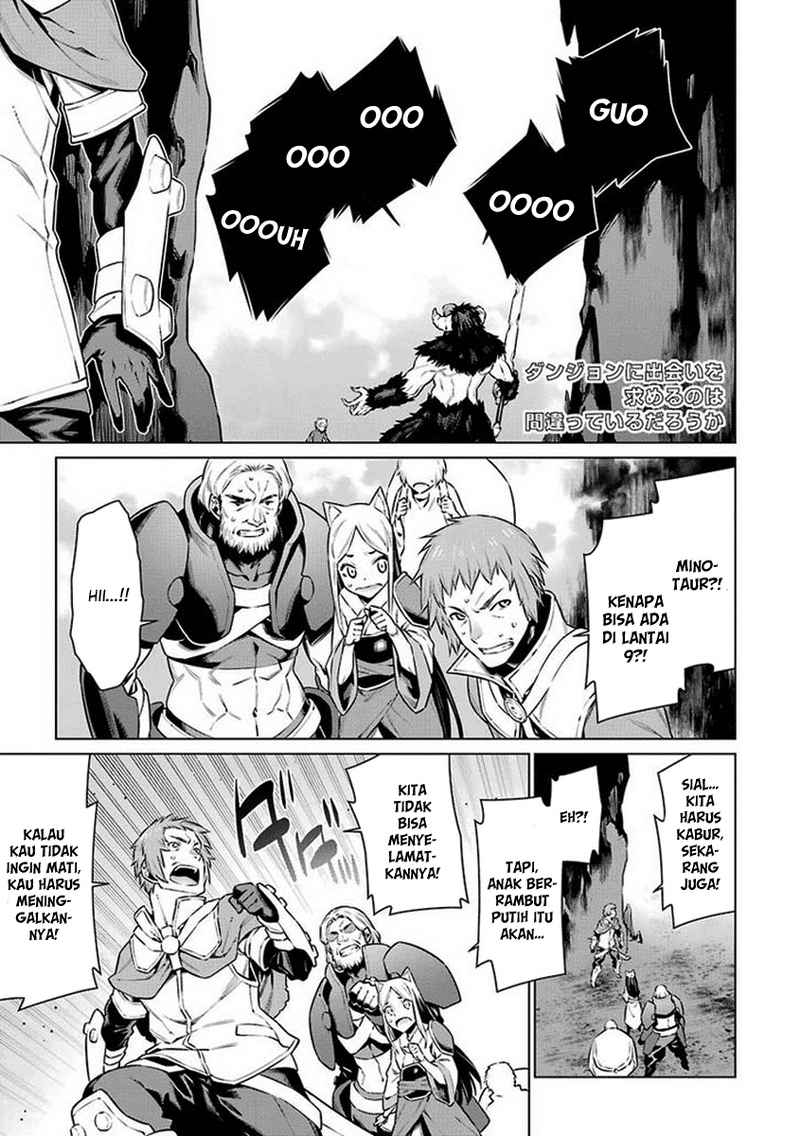 GUO
OOOO
OOO
OOO
OOOUH
ダンジョンに出会いを
求めるのは
間違っているだろうか
MINO-
TAUR?!
KENAPA
BISA ADA
DI LANTAI
9?!
HII...!!
SIAL...
KITA
HARUS
KABUR,
SEKA-
RANG
JUGA!
EH?!
TAPI,
ANAK BER-
RAMBUT
PUTIH ITU
AKAN...
KITA
TIDAK
BISA
MENYE-
LAMAT-
KANNYA!
KALAU
KAU TIDAK
INGIN MATI,
KAU HARUS
MENING-
GALKAN-
NYA!